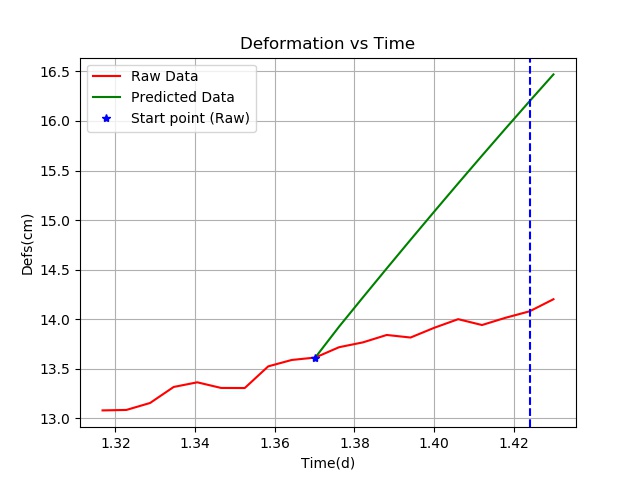 Deformation vs Time
Raw Data
Predicted Data
Start point (Raw)
16.5
16.0
15.5
15.0
14.5
14.0
13.5
13.0
Defs(cm)
1.32
1.34
1.36
1.38
1.40
1.42
Time(d)